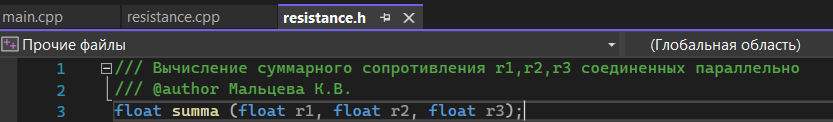 main.cpp resistance.cpp resistance.h
Прочие файлы (Глобальная область)
1 /// Вычисление суммарного сопротивления r1,r2,r3 соединенных параллельно
2 /// @author Мальцева К.В.
3 float summa (float r1, float r2, float r3);